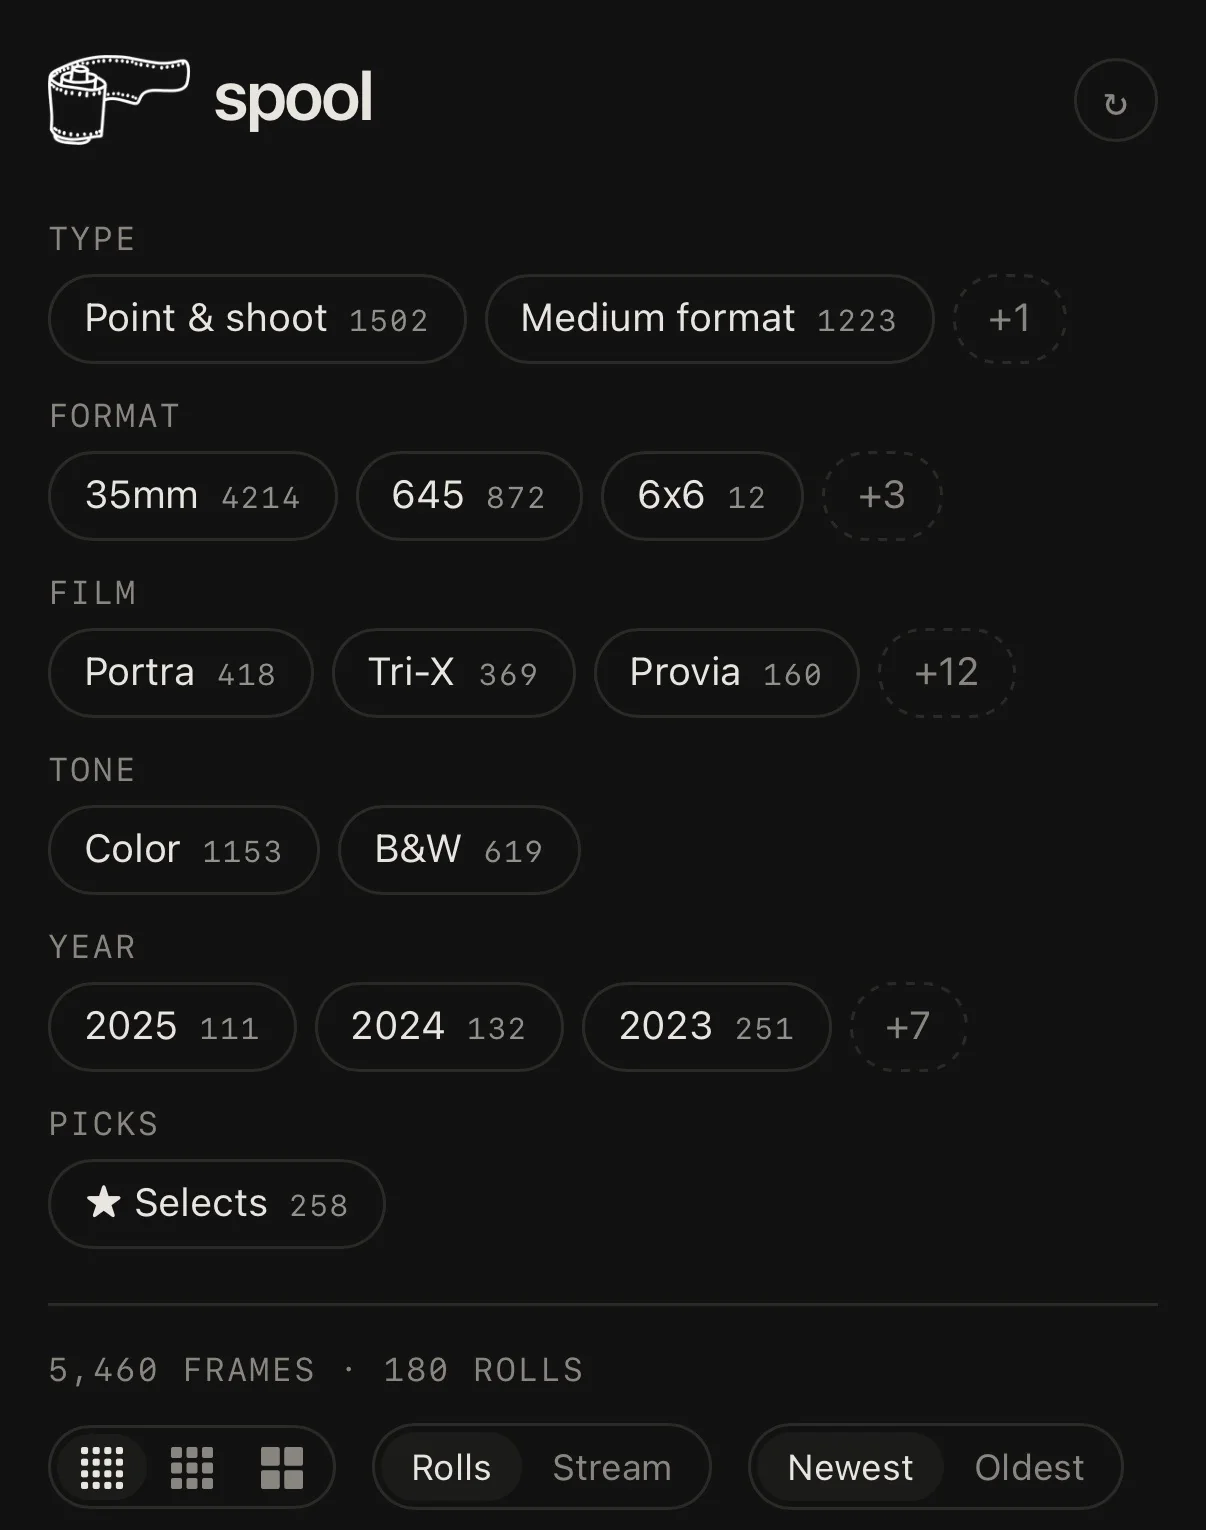 spool
↻
TYPE
Point & shoot 1502 Medium format 1223 +1
FORMAT
35mm 4214 645 872 6x6 12 +3
FILM
Portra 418 Tri-X 369 Provia 160 +12
TONE
Color 1153 B&W 619
YEAR
2025 111 2024 132 2023 251 +7
PICKS
★ Selects 258
5,460 FRAMES · 180 ROLLS
Rolls Stream Newest Oldest